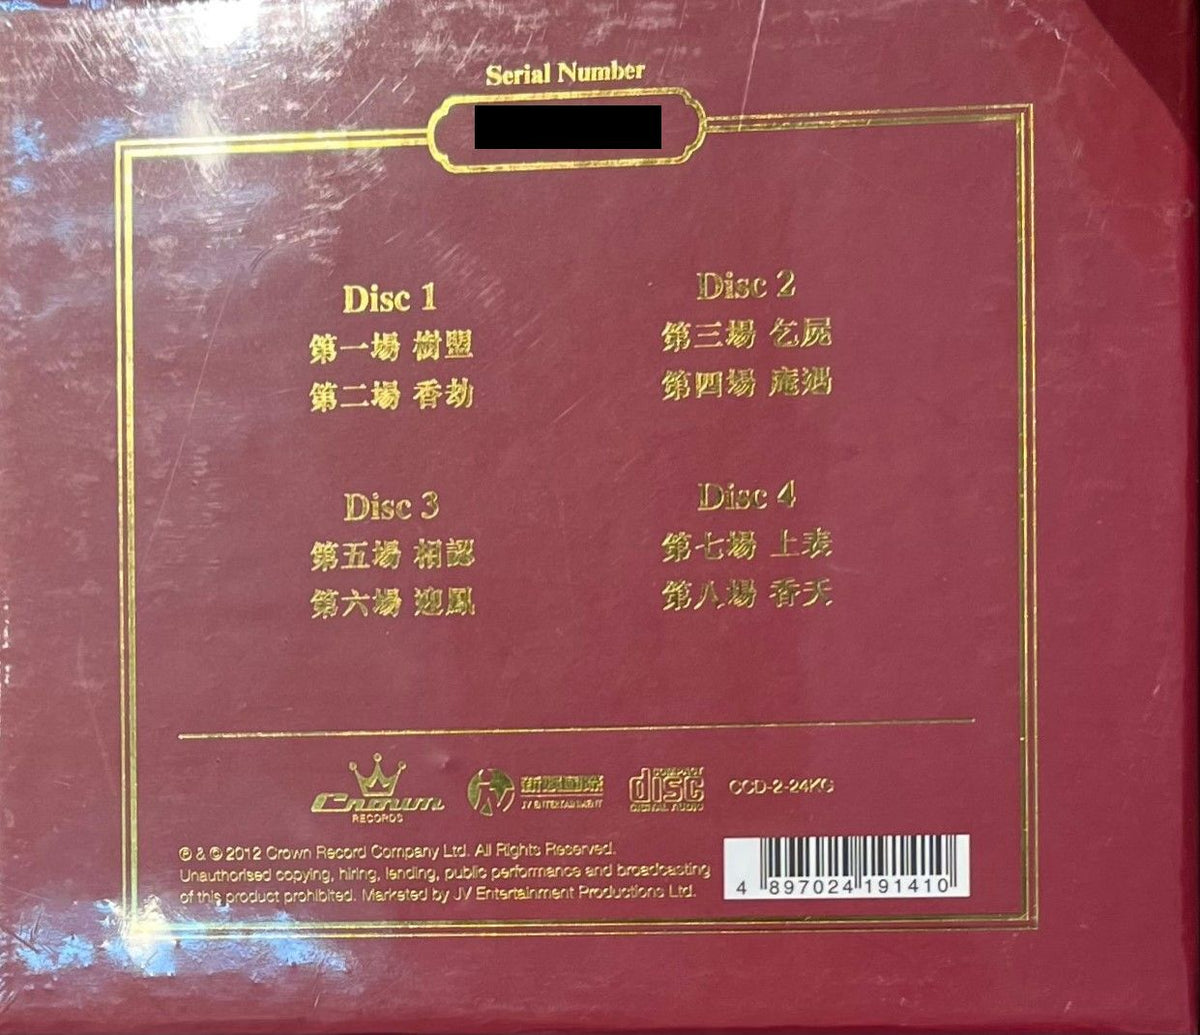 Serial Number
Disc 1
第一場 樹盟
第二場 香劫
Disc 2
第三場 乞屍
第四場 庵遇
Disc 3
第五場 相認
第六場 迎鳳
Disc 4
第七場 上表
第八場 香夭
Crown
RECORDS
JV ENTERTAINMENT
COMPACT
disc
DIGITAL AUDIO
CCD-2-24KG
℗ & © 2012 Crown Record Company Ltd. All Rights Reserved.
Unauthorised copying, hiring, lending, public performance and broadcasting
of this product prohibited. Marketed by JV Entertainment Productions Ltd.
4 897024 191410